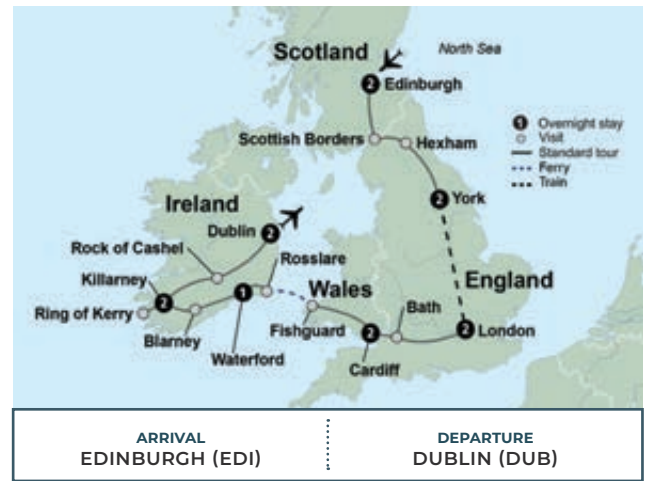 Scotland
North Sea
2 Edinburgh
1 Overnight stay
Visit
Standard tour
Ferry
Train
Scottish Borders
Hexham
2 York
Ireland
Dublin 2
Rock of Cashel
Rosslare
Killarney
2
1
Wales
England
Ring of Kerry
Bath
Blarney
Fishguard
2
2 London
Waterford
Cardiff
ARRIVAL
EDINBURGH (EDI)
DEPARTURE
DUBLIN (DUB)